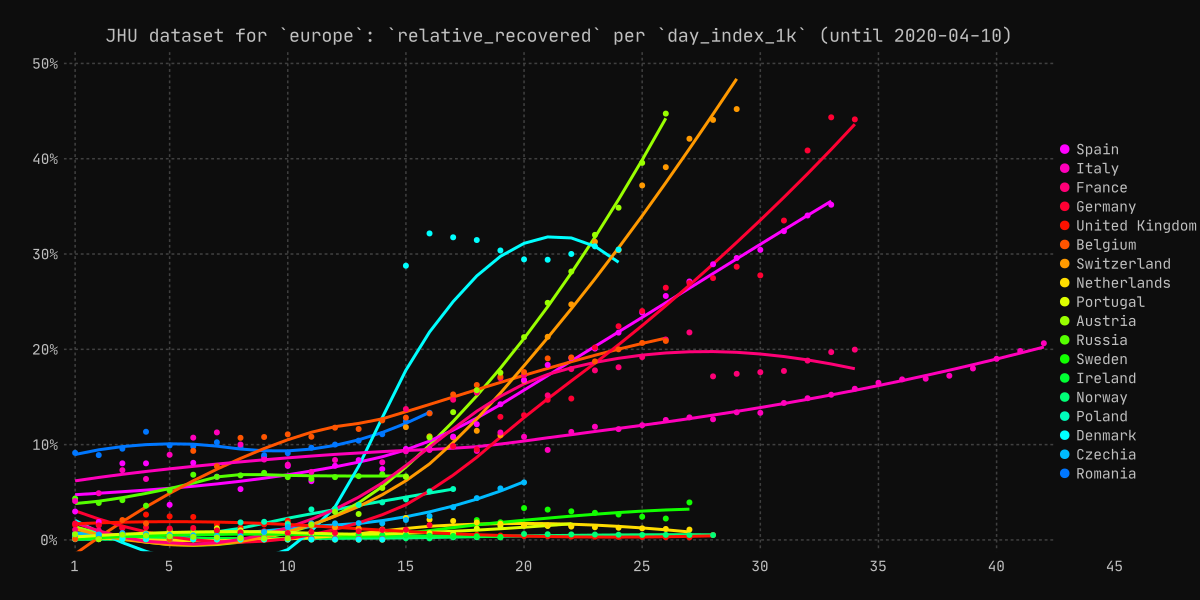 JHU dataset for `europe`: `relative_recovered` per `day_index_1k` (until 2020-04-10)
50%
40%
30%
20%
10%
0%
1 5 10 15 20 25 30 35 40 45
Spain
Italy
France
Germany
United Kingdom
Belgium
Switzerland
Netherlands
Portugal
Austria
Russia
Sweden
Ireland
Norway
Poland
Denmark
Czechia
Romania